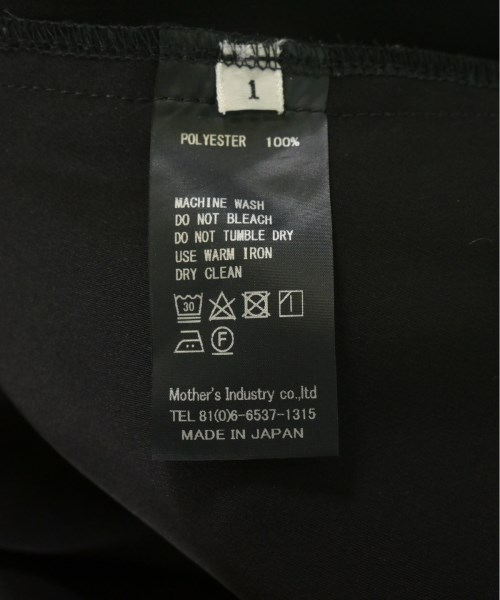 1
POLYESTER 100%
MACHINE WASH
DO NOT BLEACH
DO NOT TUMBLE DRY
USE WARM IRON
DRY CLEAN
30
F
Mother's Industry co.,ltd
TEL 81(0)6-6537-1315
MADE IN JAPAN